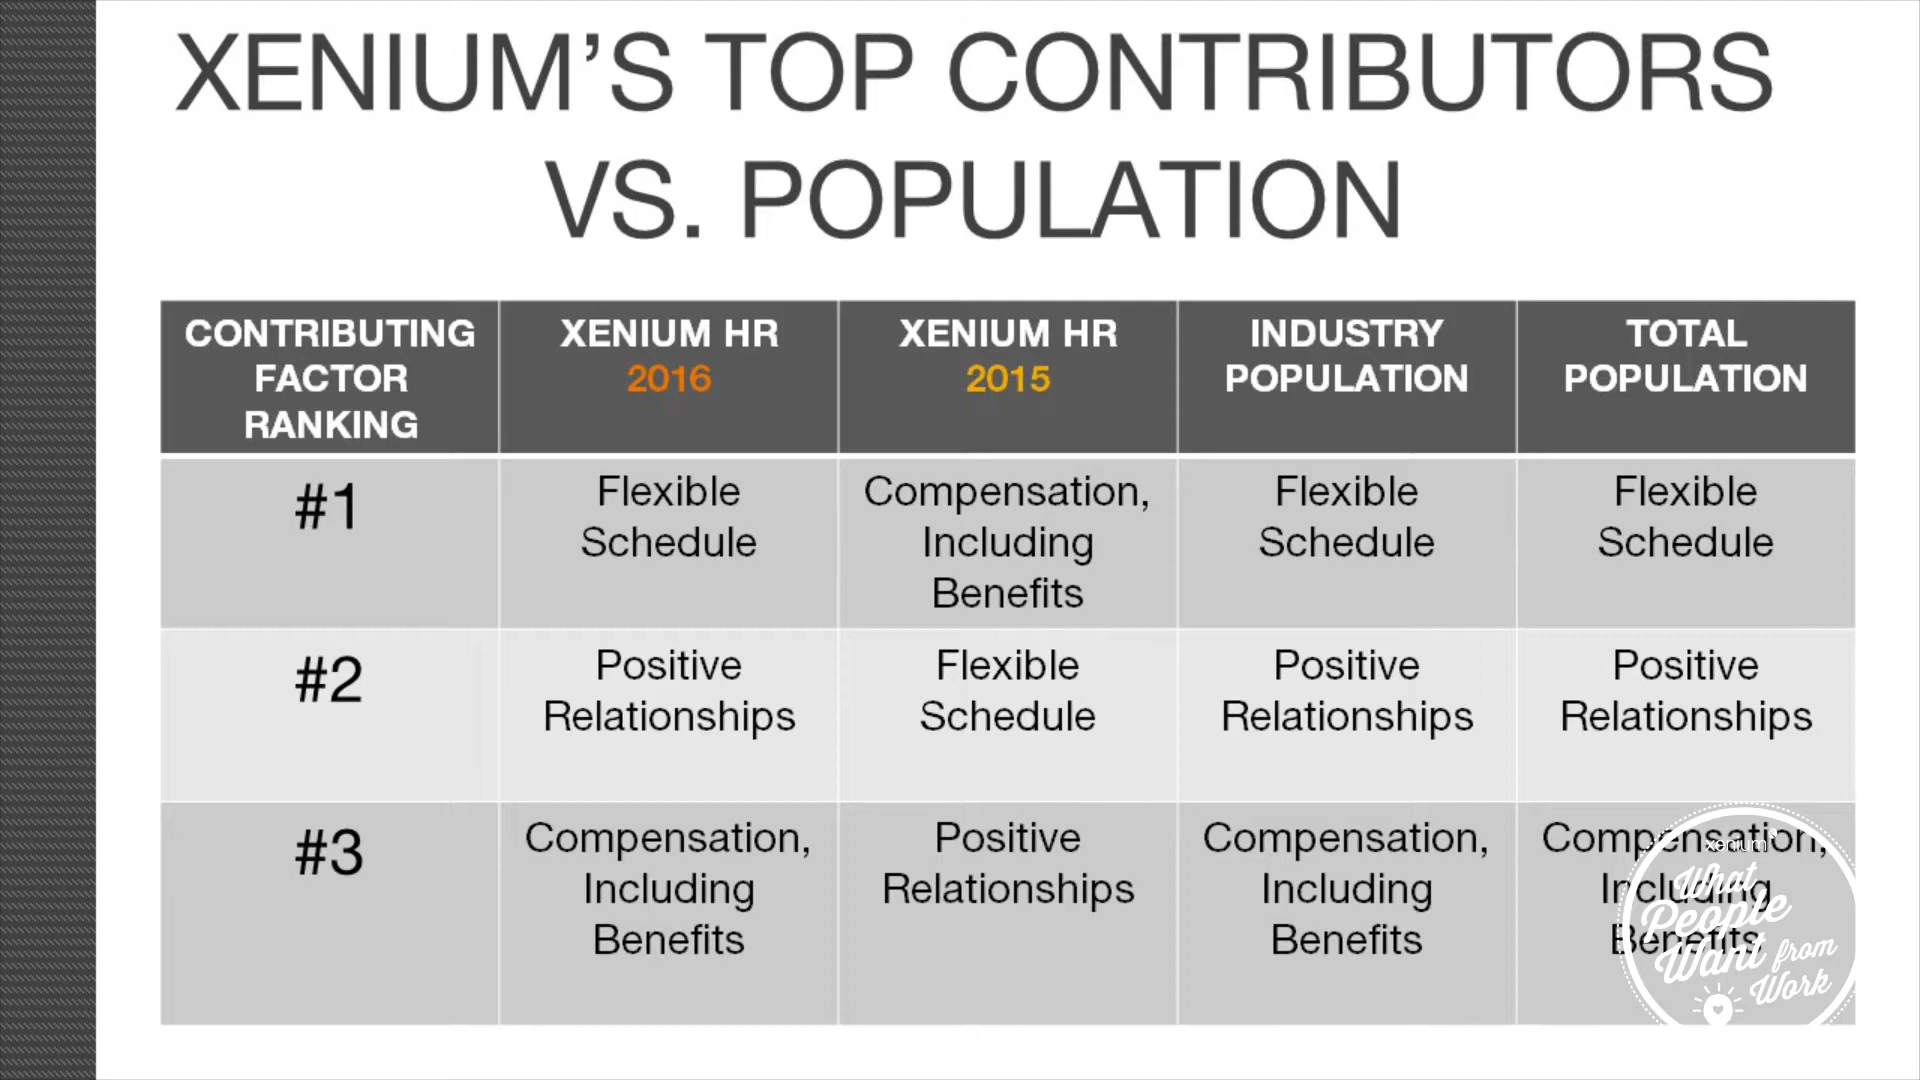 XENIUM'S TOP CONTRIBUTORS
VS. POPULATION
CONTRIBUTING
FACTOR
RANKING
XENIUM HR
2016
XENIUM HR
2015
INDUSTRY
POPULATION
TOTAL
POPULATION
#1
Flexible
Schedule
Compensation,
Including
Benefits
Flexible
Schedule
Flexible
Schedule
#2
Positive
Relationships
Flexible
Schedule
Positive
Relationships
Positive
Relationships
#3
Compensation,
Including
Benefits
Positive
Relationships
Compensation,
Including
Benefits
Compensation,
Including
Benefits
xenium
What
People
Want from
Work